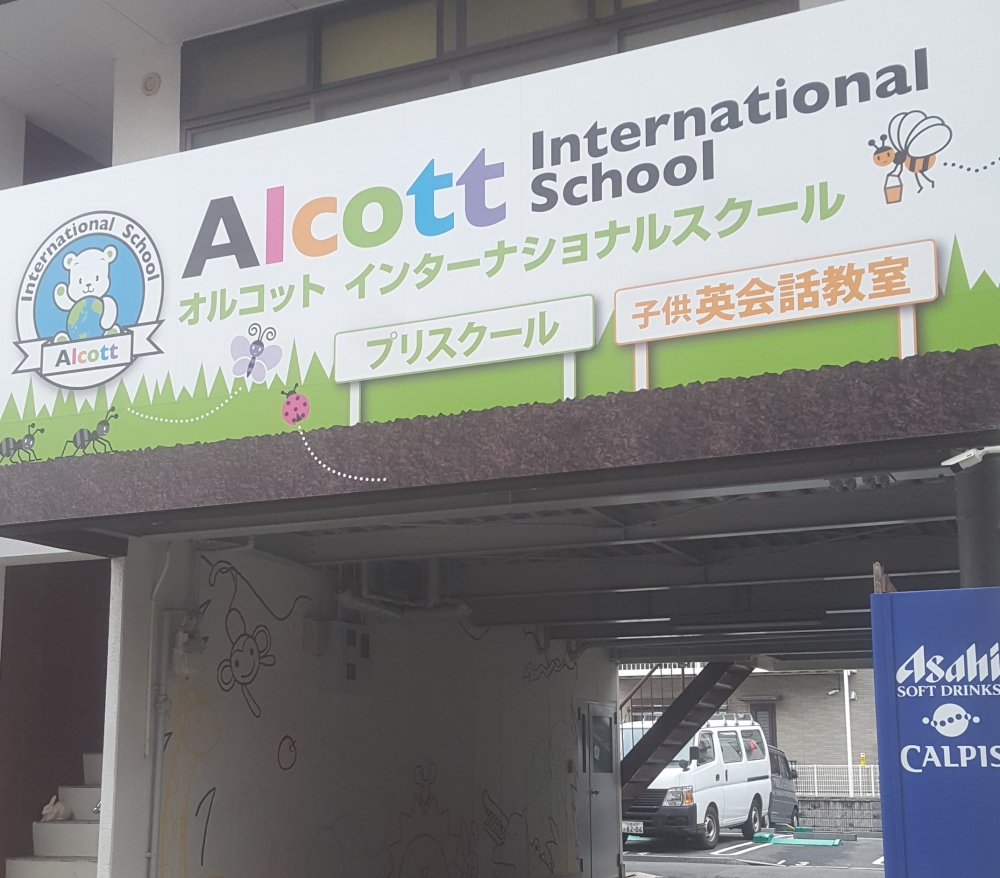 Alcott International School
オルコット インターナショナルスクール
International School
Alcott
プリスクール
子供英会話教室
Asahi
SOFT DRINKS
CALPIS